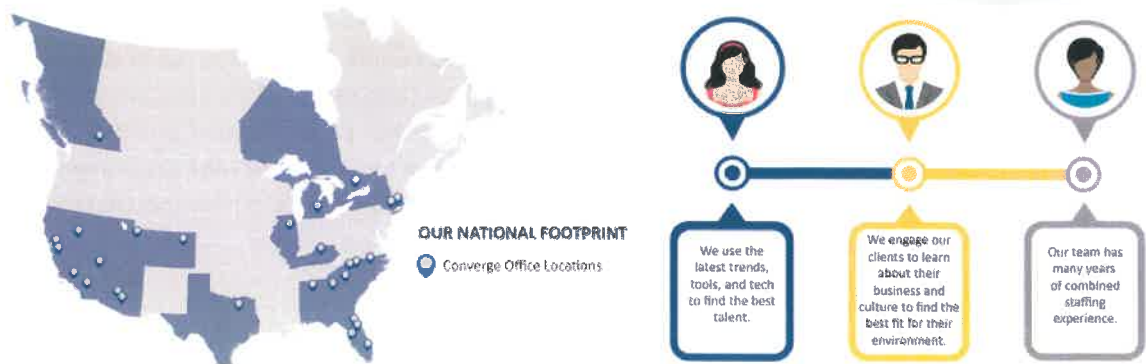 OUR NATIONAL FOOTPRINT
Converge Office Locations
We use the
latest trends,
tools, and tech
to find the best
talent.
We engage our
clients to learn
about their
business and
culture to find the
best fit for their
environment.
Our team has
many years
of combined
staffing
experience.